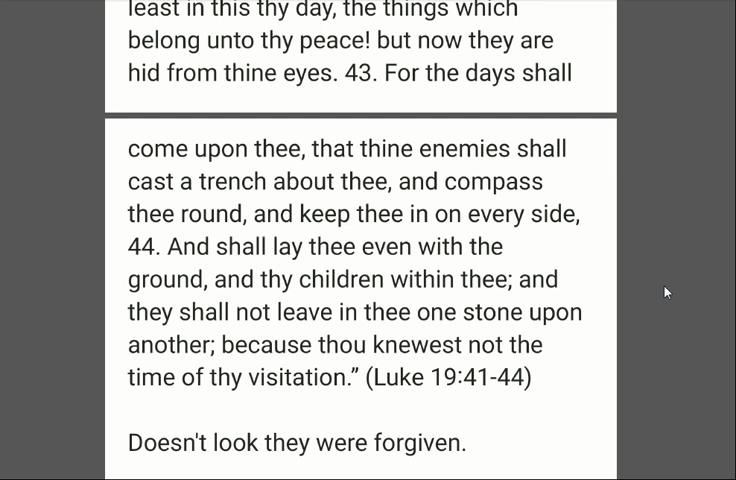 least in this thy day, the things which
belong unto thy peace! but now they are
hid from thine eyes. 43. For the days shall
come upon thee, that thine enemies shall
cast a trench about thee, and compass
thee round, and keep thee in on every side,
44. And shall lay thee even with the
ground, and thy children within thee; and
they shall not leave in thee one stone upon
another; because thou knewest not the
time of thy visitation.” (Luke 19:41-44)
Doesn't look they were forgiven.